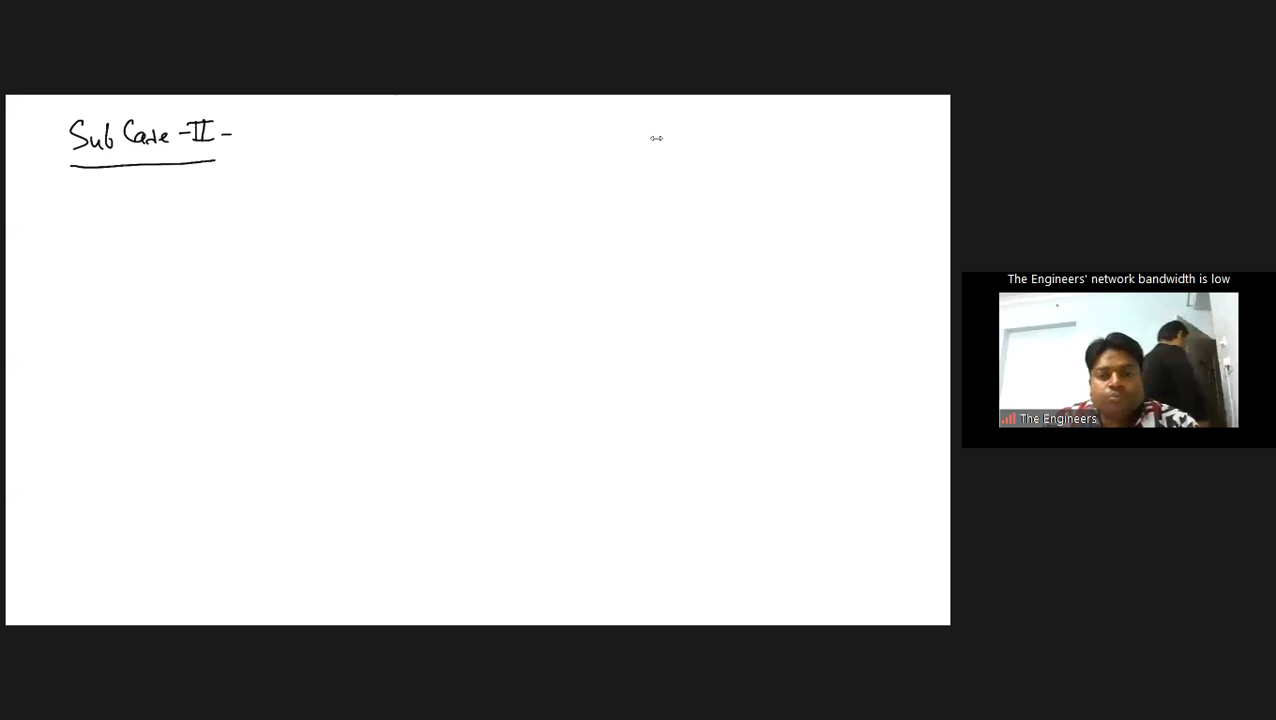 Sub Case -II -
The Engineers' network bandwidth is low
The Engineers